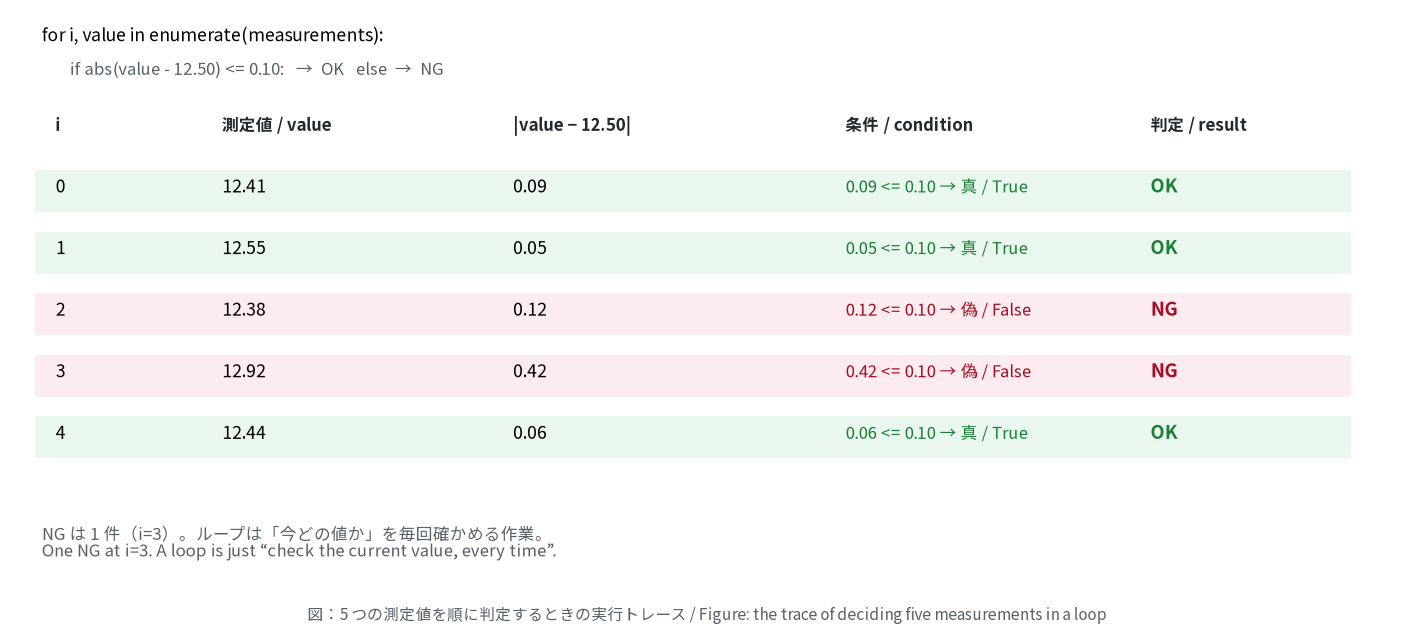 for i, value in enumerate(measurements):
if abs(value - 12.50) <= 0.10: → OK else → NG
i 測定値 / value |value − 12.50| 条件 / condition 判定 / result
0 12.41 0.09 0.09 <= 0.10 → 真 / True OK
1 12.55 0.05 0.05 <= 0.10 → 真 / True OK
2 12.38 0.12 0.12 <= 0.10 → 偽 / False NG
3 12.92 0.42 0.42 <= 0.10 → 偽 / False NG
4 12.44 0.06 0.06 <= 0.10 → 真 / True OK
NG は 1 件（i=3）。ループは「今どの値か」を毎回確かめる作業。
One NG at i=3. A loop is just “check the current value, every time”.
図：5 つの測定値を順に判定するときの実行トレース / Figure: the trace of deciding five measurements in a loop